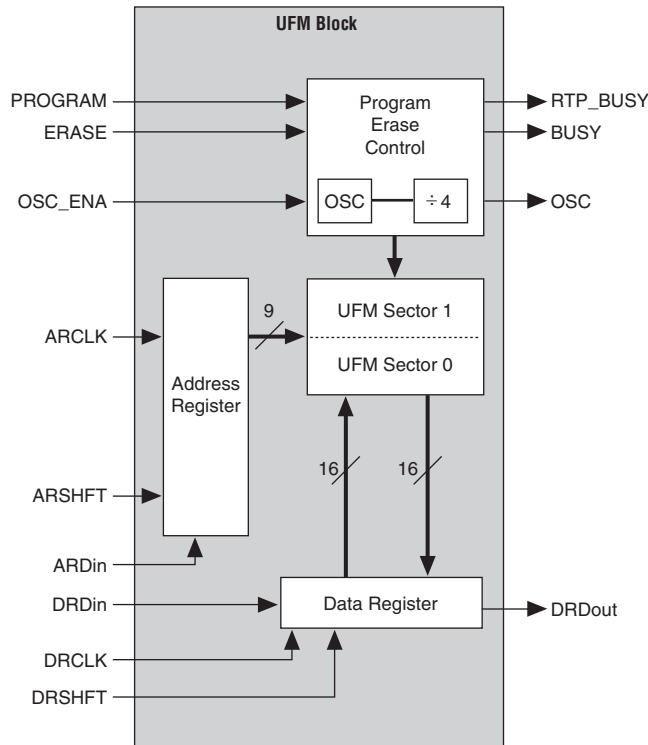 UFM Block
PROGRAM
ERASE
OSC_ENA
Program
Erase
Control
OSC
÷4
RTP_BUSY
BUSY
OSC
ARCLK
ARSHFT
ARDin
Address
Register
9
UFM Sector 1
UFM Sector 0
16
16
DRDin
DRCLK
DRSHFT
Data Register
DRDout